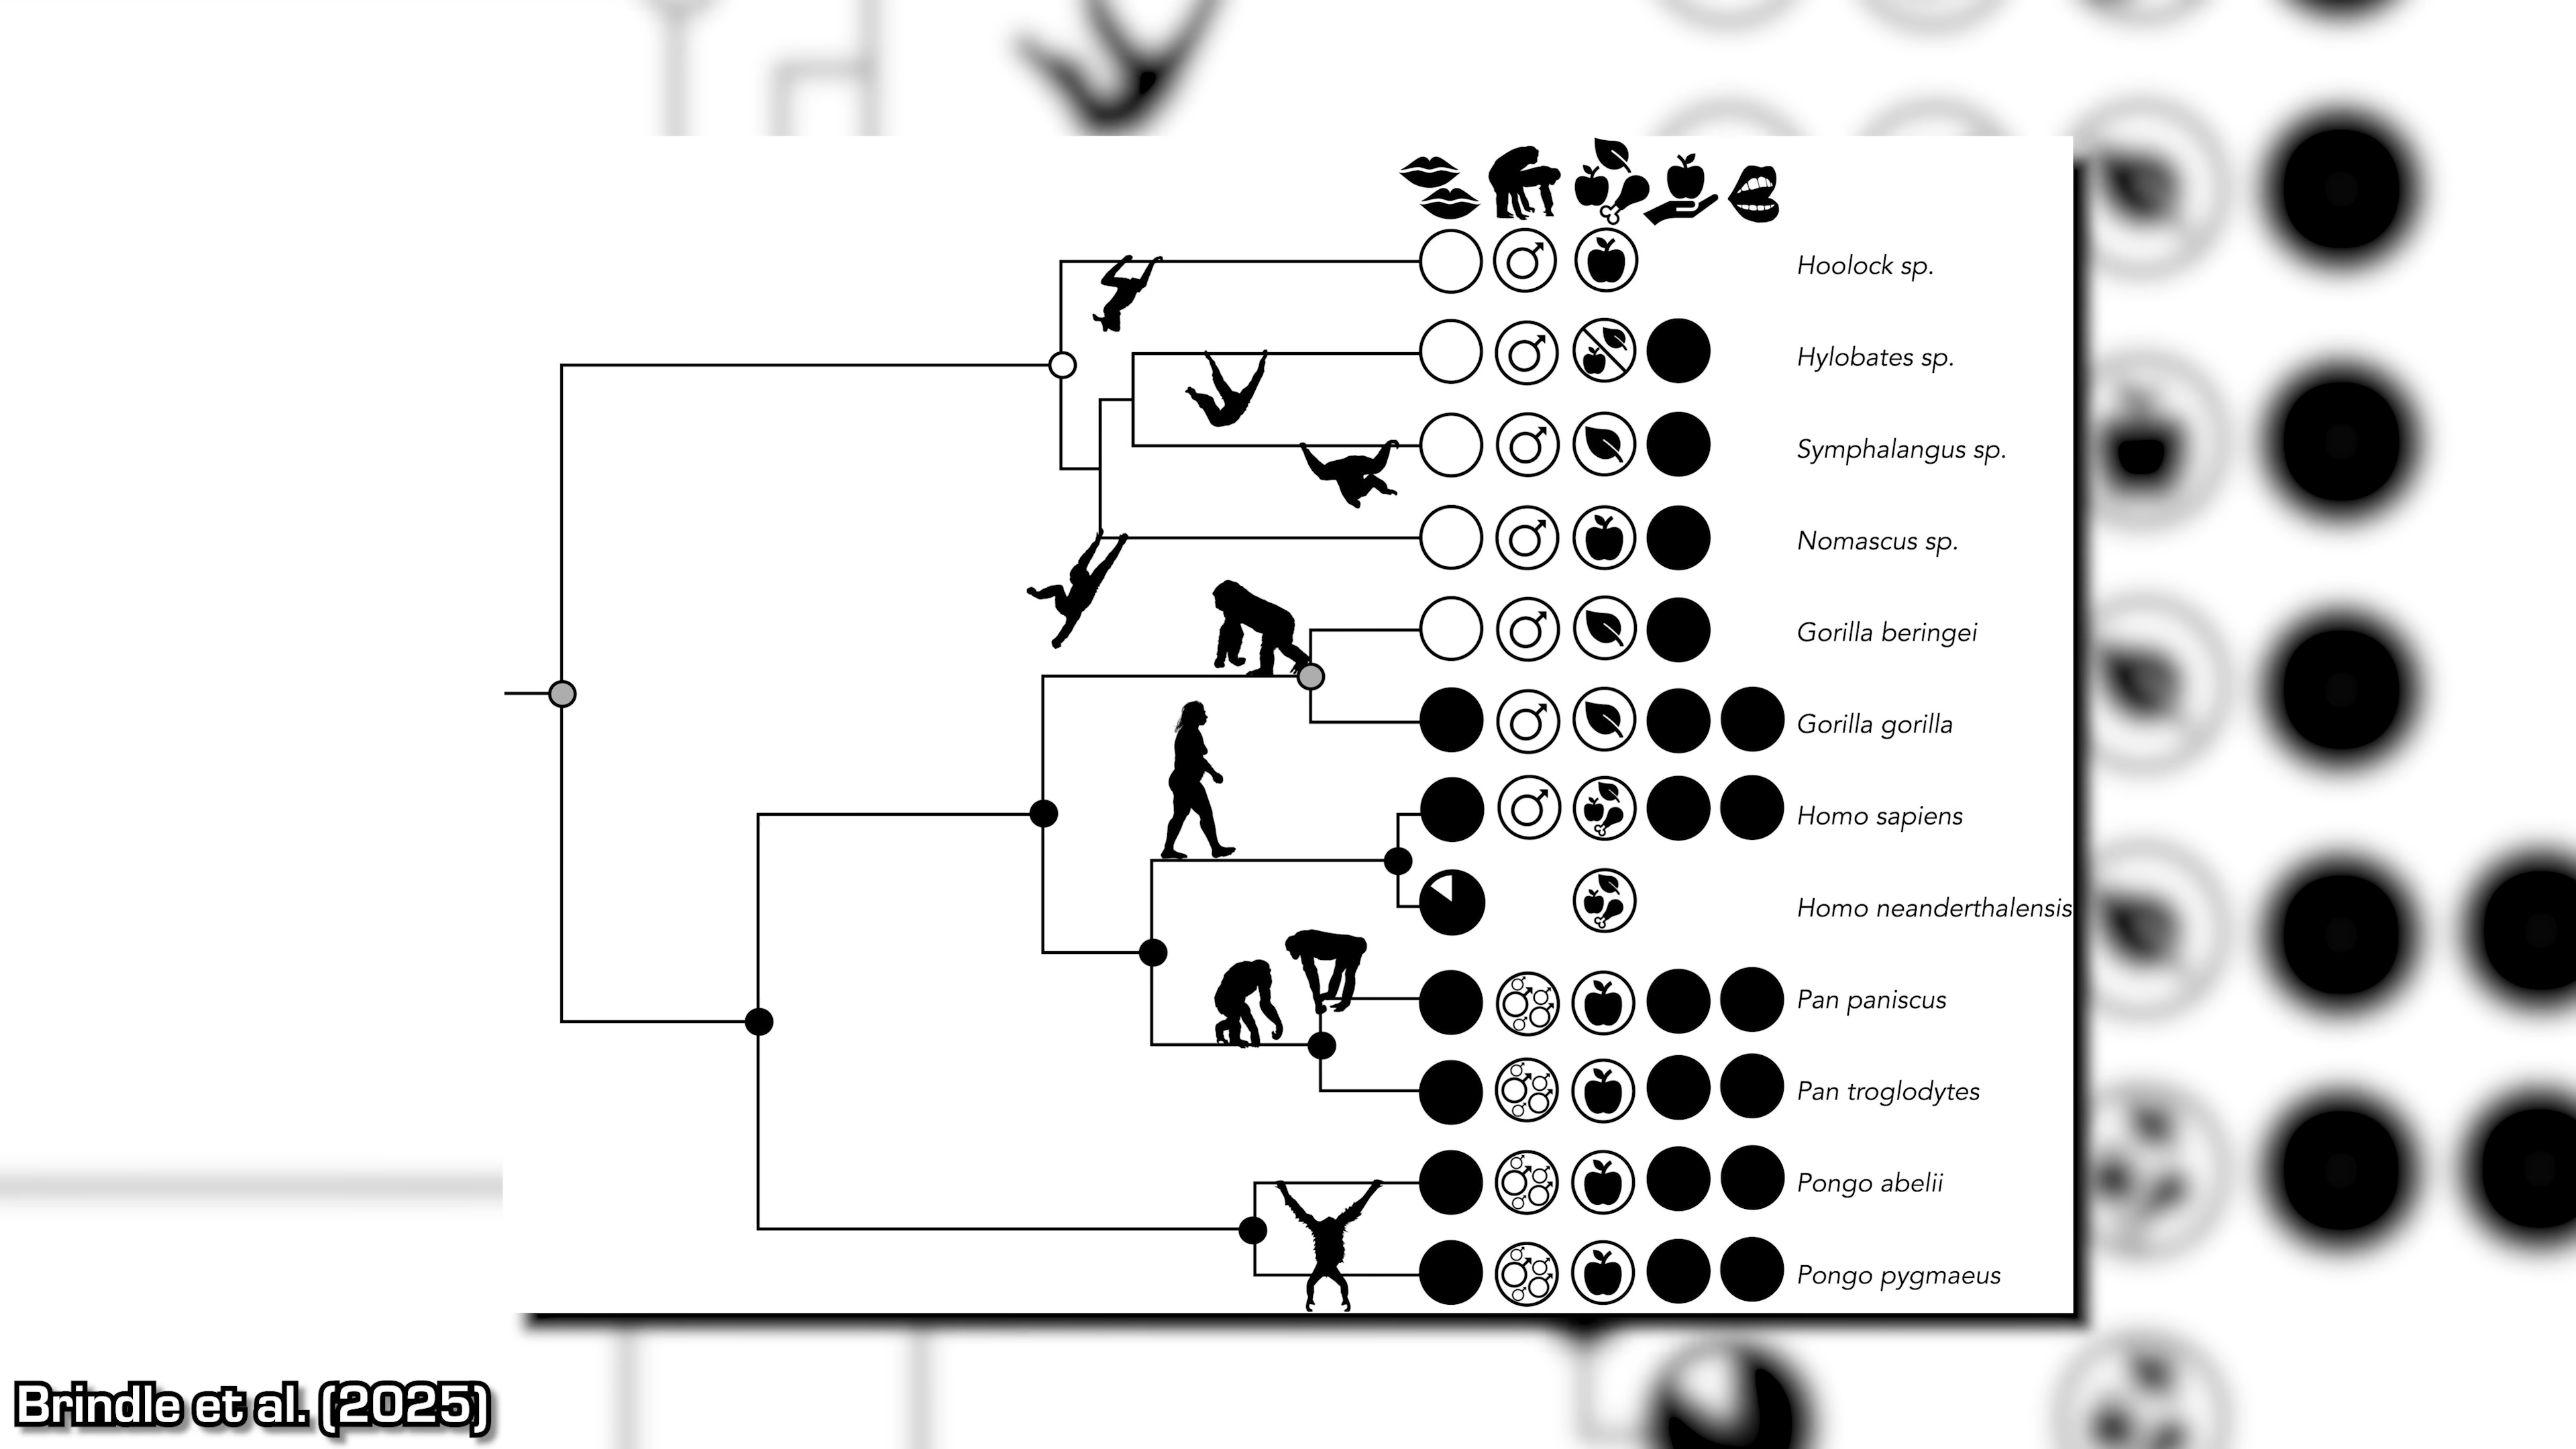 Hoolock sp.
Hylobates sp.
Symphalangus sp.
Nomascus sp.
Gorilla beringei
Gorilla gorilla
Homo sapiens
Homo neanderthalensis
Pan paniscus
Pan troglodytes
Pongo abelii
Pongo pygmaeus
Brindle et al. (2025)